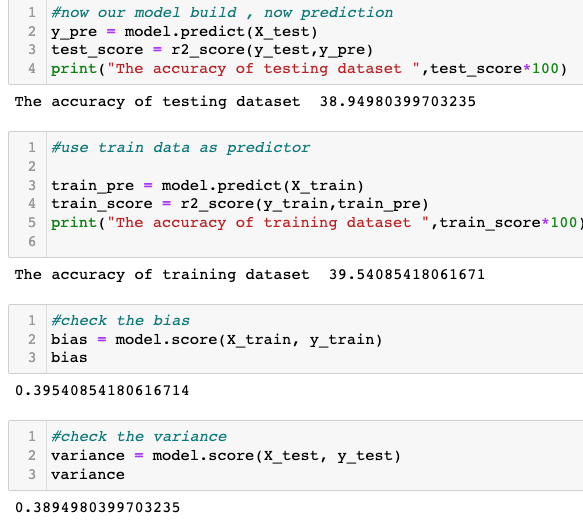 1 #now our model build , now prediction
2 y_pre = model.predict(X_test)
3 test_score = r2_score(y_test,y_pre)
4 print("The accuracy of testing dataset ",test_score*100)
The accuracy of testing dataset  38.94980399703235
1 #use train data as predictor
2
3 train_pre = model.predict(X_train)
4 train_score = r2_score(y_train,train_pre)
5 print("The accuracy of training dataset ",train_score*100)
6
The accuracy of training dataset  39.54085418061671
1 #check the bias
2 bias = model.score(X_train, y_train)
3 bias
0.39540854180616714
1 #check the variance
2 variance = model.score(X_test, y_test)
3 variance
0.3894980399703235